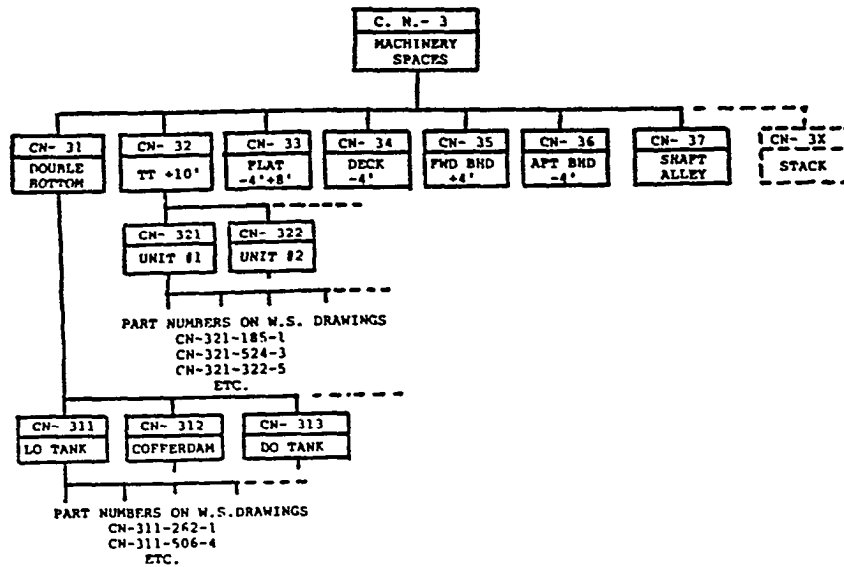 C. N.- 3
MACHINERY
SPACES
CN- 31
DOUBLE
BOTTOM
CN- 32
TT +10'
CN- 33
FLAT
-4'+8'
CN- 34
DECK
-4'
CN- 35
FWD BHD
+4'
CN- 36
AFT BHD
-4'
CN- 37
SHAFT
ALLEY
CN- 3X
STACK
CN- 321
UNIT #1
CN- 322
UNIT #2
PART NUMBERS ON W.S. DRAWINGS
CN-321-185-1
CN-321-524-3
CN-321-322-5
ETC.
CN- 311
LO TANK
CN- 312
COFFERDAM
CN- 313
DO TANK
PART NUMBERS ON W.S.DRAWINGS
CN-311-262-1
CN-311-506-4
ETC.